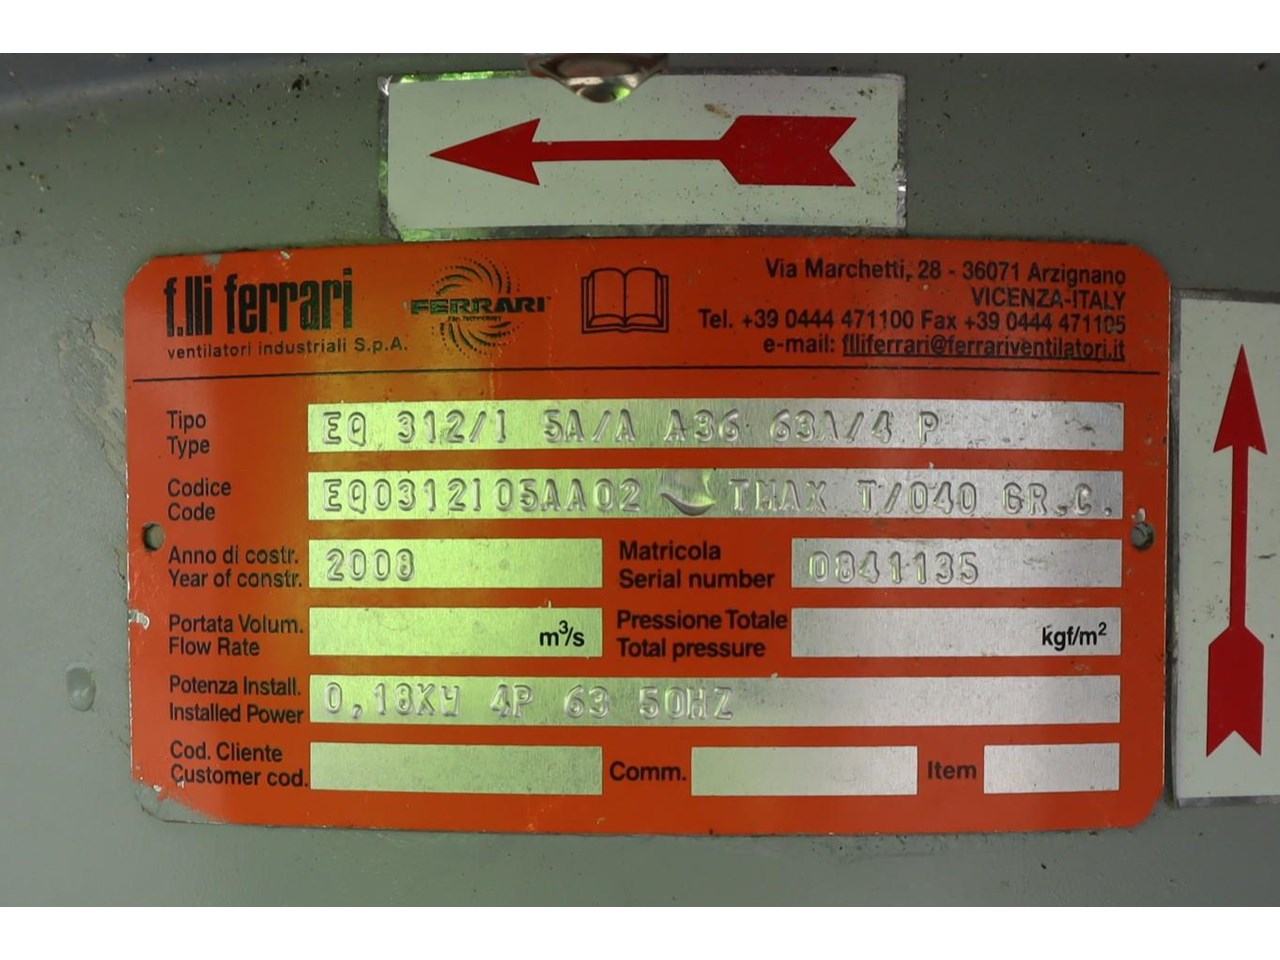 f.lli ferrari
ventilatori industriali S.p.A.
FERRARI
Fan Technology
Via Marchetti, 28 - 36071 Arzignano
VICENZA-ITALY
Tel. +39 0444 471100 Fax +39 0444 471105
e-mail: flliferrari@ferrariventilatori.it
Tipo
Type
EQ 312/1 5A/A A36 63A/4 P
Codice
Code
EQ0312105AA02 TMAX T/040 GR.C.
Anno di costr.
Year of constr.
2008
Matricola
Serial number
0841135
Portata Volum.
Flow Rate
m³/s
Pressione Totale
Total pressure
kgf/m²
Potenza Install.
Installed Power
0,18KW 4P 63 50HZ
Cod. Cliente
Customer cod.
Comm.
Item